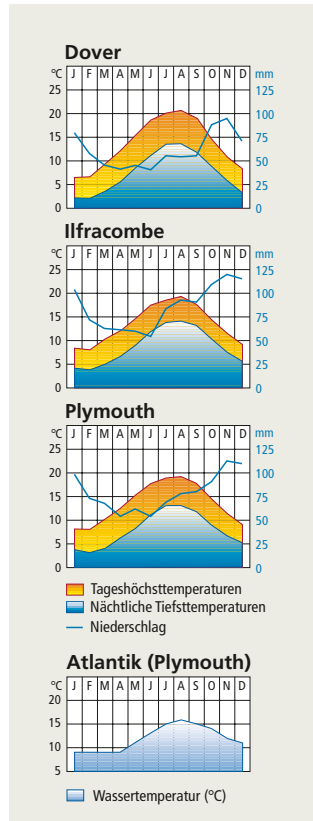 Dover
°C J F M A M J J A S O N D mm
25 125
20 100
15 75
10 50
5 25
0 0
Ilfracombe
°C J F M A M J J A S O N D mm
25 125
20 100
15 75
10 50
5 25
0 0
Plymouth
°C J F M A M J J A S O N D mm
25 125
20 100
15 75
10 50
5 25
0 0
Tageshöchsttemperaturen
Nächtliche Tiefsttemperaturen
Niederschlag
Atlantik (Plymouth)
°C J F M A M J J A S O N D
20
15
10
5
Wassertemperatur (°C)